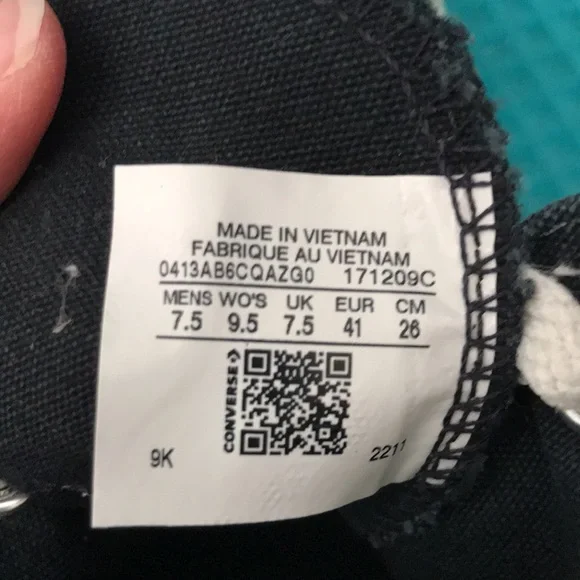 MADE IN VIETNAM
FABRIQUE AU VIETNAM
0413AB6CQAZG0 171209C
MENS WO'S UK EUR CM
7.5 9.5 7.5 41 26
CONVERSE
9K 2211